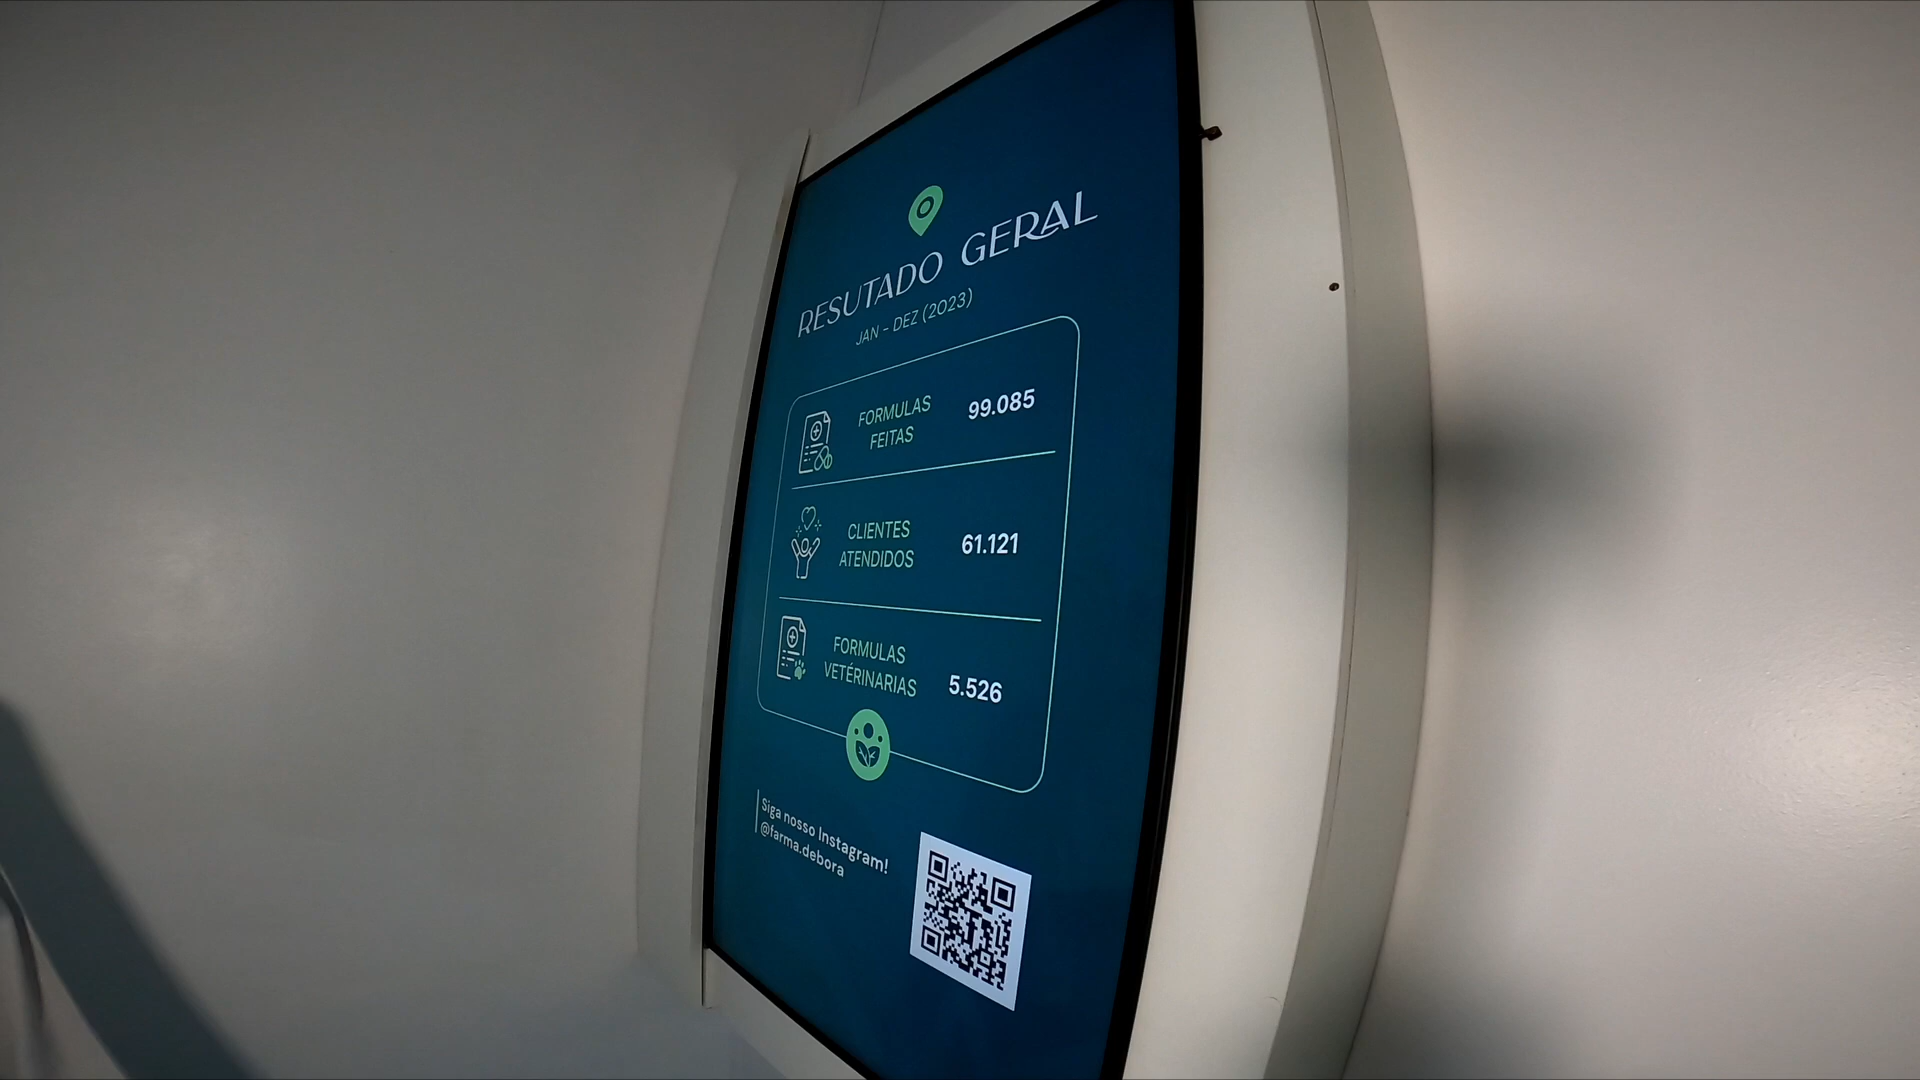 RESUTADO GERAL
JAN - DEZ (2023)
FORMULAS
FEITAS
99.085
CLIENTES
ATENDIDOS
61.121
FORMULAS
VETÉRINARIAS
5.526
Siga nosso Instagram!
@farma.debora